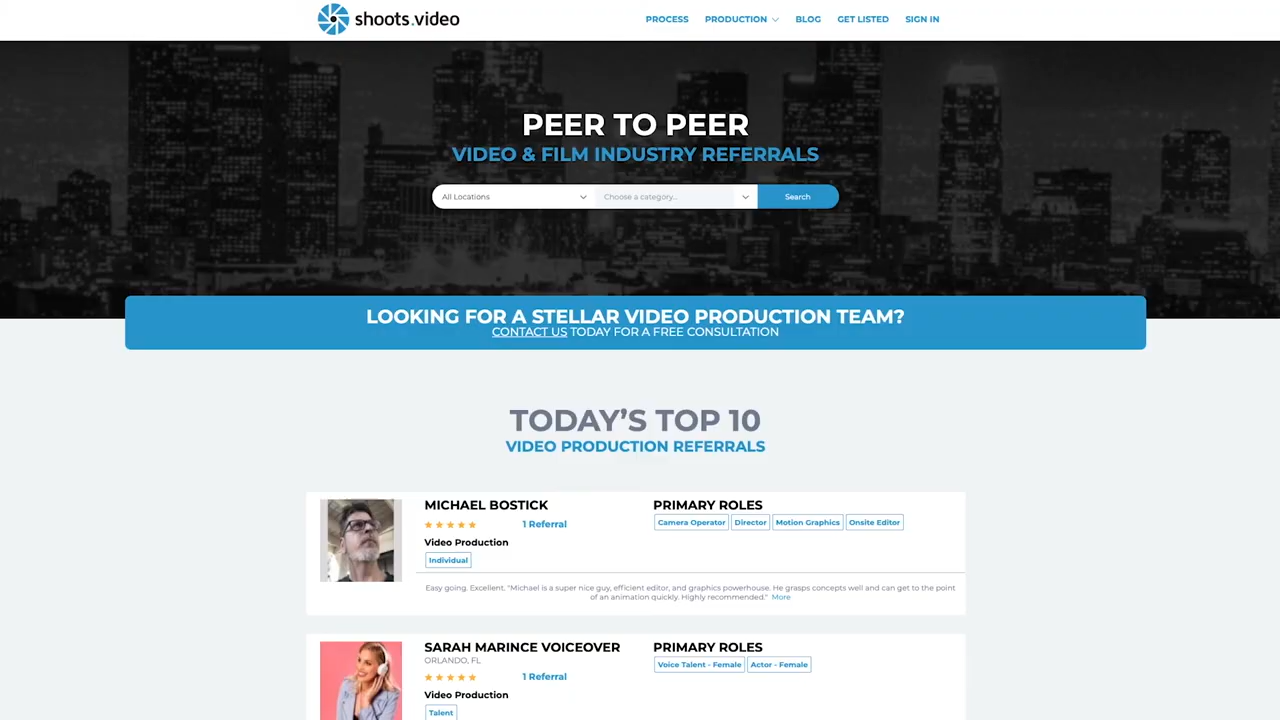 shoots.video
PROCESS PRODUCTION BLOG GET LISTED SIGN IN
PEER TO PEER
VIDEO & FILM INDUSTRY REFERRALS
All Locations Choose a category... Search
LOOKING FOR A STELLAR VIDEO PRODUCTION TEAM?
CONTACT US TODAY FOR A FREE CONSULTATION
TODAY’S TOP 10
VIDEO PRODUCTION REFERRALS
MICHAEL BOSTICK
1 Referral
Video Production
Individual
PRIMARY ROLES
Camera Operator Director Motion Graphics Onsite Editor
Easy going. Excellent. "Michael is a super nice guy, efficient editor, and graphics powerhouse. He grasps concepts well and can get to the point
of an animation quickly. Highly recommended." More
SARAH MARINCE VOICEOVER
ORLANDO, FL
1 Referral
Video Production
Talent
PRIMARY ROLES
Voice Talent - Female Actor - Female